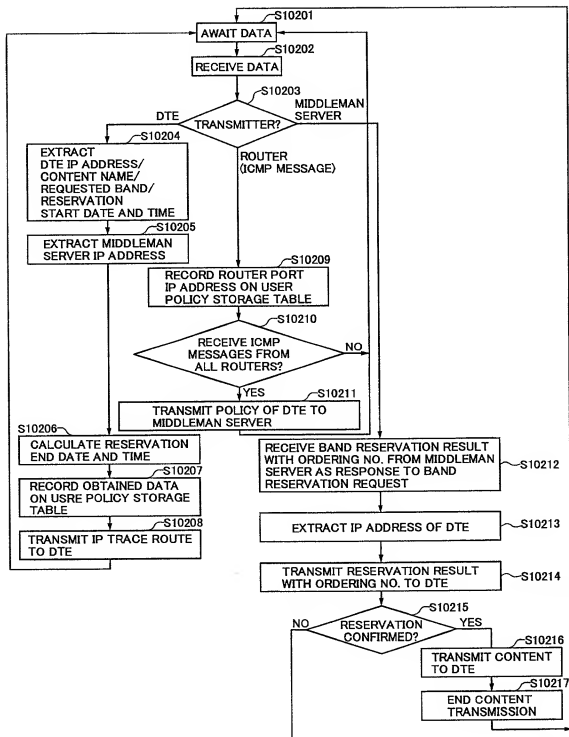 S10201
AWAIT DATA
S10202
RECEIVE DATA
S10203
TRANSMITTER?
DTE
MIDDLEMAN
SERVER
ROUTER
(ICMP MESSAGE)
S10204
EXTRACT
DTE IP ADDRESS/
CONTENT NAME/
REQUESTED BAND/
RESERVATION
START DATE AND TIME
S10205
EXTRACT MIDDLEMAN
SERVER IP ADDRESS
S10206
CALCULATE RESERVATION
END DATE AND TIME
S10207
RECORD OBTAINED DATA
ON USRE POLICY STORAGE
TABLE
S10208
TRANSMIT IP TRACE ROUTE
TO DTE
S10209
RECORD ROUTER PORT
IP ADDRESS ON USER
POLICY STORAGE TABLE
S10210
RECEIVE ICMP
MESSAGES FROM
ALL ROUTERS?
NO
YES
S10211
TRANSMIT POLICY OF DTE TO
MIDDLEMAN SERVER
RECEIVE BAND RESERVATION RESULT
WITH ORDERING NO. FROM MIDDLEMAN
SERVER AS RESPONSE TO BAND
RESERVATION REQUEST
S10212
EXTRACT IP ADDRESS OF DTE
S10213
TRANSMIT RESERVATION RESULT
WITH ORDERING NO. TO DTE
S10214
S10215
RESERVATION
CONFIRMED?
NO
YES
S10216
TRANSMIT CONTENT
TO DTE
S10217
END CONTENT
TRANSMISSION